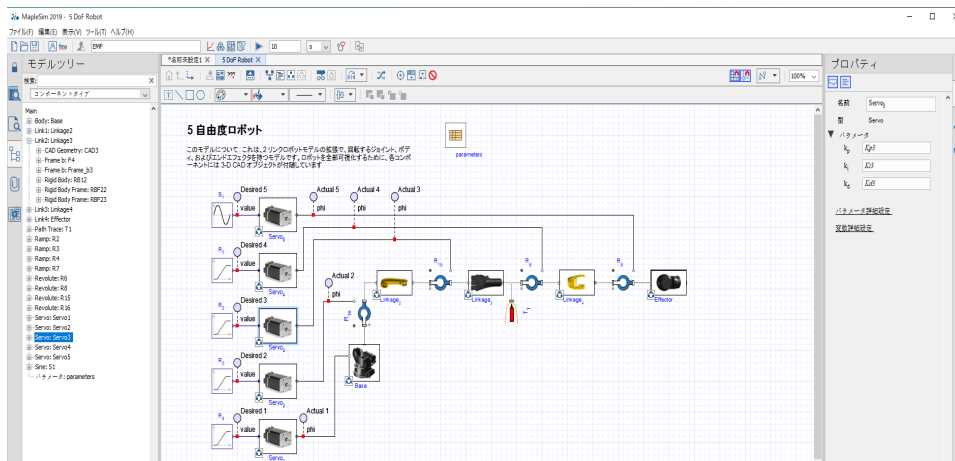 MapleSim 2019 - 5 DoF Robot
ファイル(F) 編集(E) 表示(V) ツール(T) ヘルプ(H)
EMF
10
s
モデルツリー
検索:
コンポーネントタイプ
Main
Body: Base
Link1: Linkage2
Link2: Linkage3
CAD Geometry: CAD3
Frame b: F4
Frame b: Frame_b3
Rigid Body: RB12
Rigid Body Frame: RBF22
Rigid Body Frame: RBF23
Link3: Linkage4
Link4: Effector
Path Trace: T1
Ramp: R2
Ramp: R3
Ramp: R4
Ramp: R7
Revolute: R6
Revolute: R8
Revolute: R15
Revolute: R16
Servo: Servo1
Servo: Servo2
Servo: Servo3
Servo: Servo4
Servo: Servo5
Sine: S1
パラメータ: parameters
*名称未設定1 X
5 DoF Robot X
100%
5 自由度ロボット
このモデルについて : これは、2 リンクロボットモデルの拡張で、回転するジョイント、ボデ
ィ、およびエンドエフェクタを持つモデルです。ロボットを全部可視化するために、各コンポ
ーネントには 3-D CAD オブジェクトが付随しています
parameters
Desired 5
Actual 5
Actual 4
Actual 3
S1
value
phi
phi
phi
Servo5
Desired 4
value
Servo4
Actual 2
phi
Desired 3
value
Servo3
Linkage2
Linkage3
Linkage4
Effector
T1
Base
Desired 2
value
Servo2
Desired 1
Actual 1
value
phi
プロパティ
名前
Servo3
型
Servo
パラメータ
kp
Kp3
ki
Ki3
kd
Kd3
パラメータ詳細設定
変数詳細設定